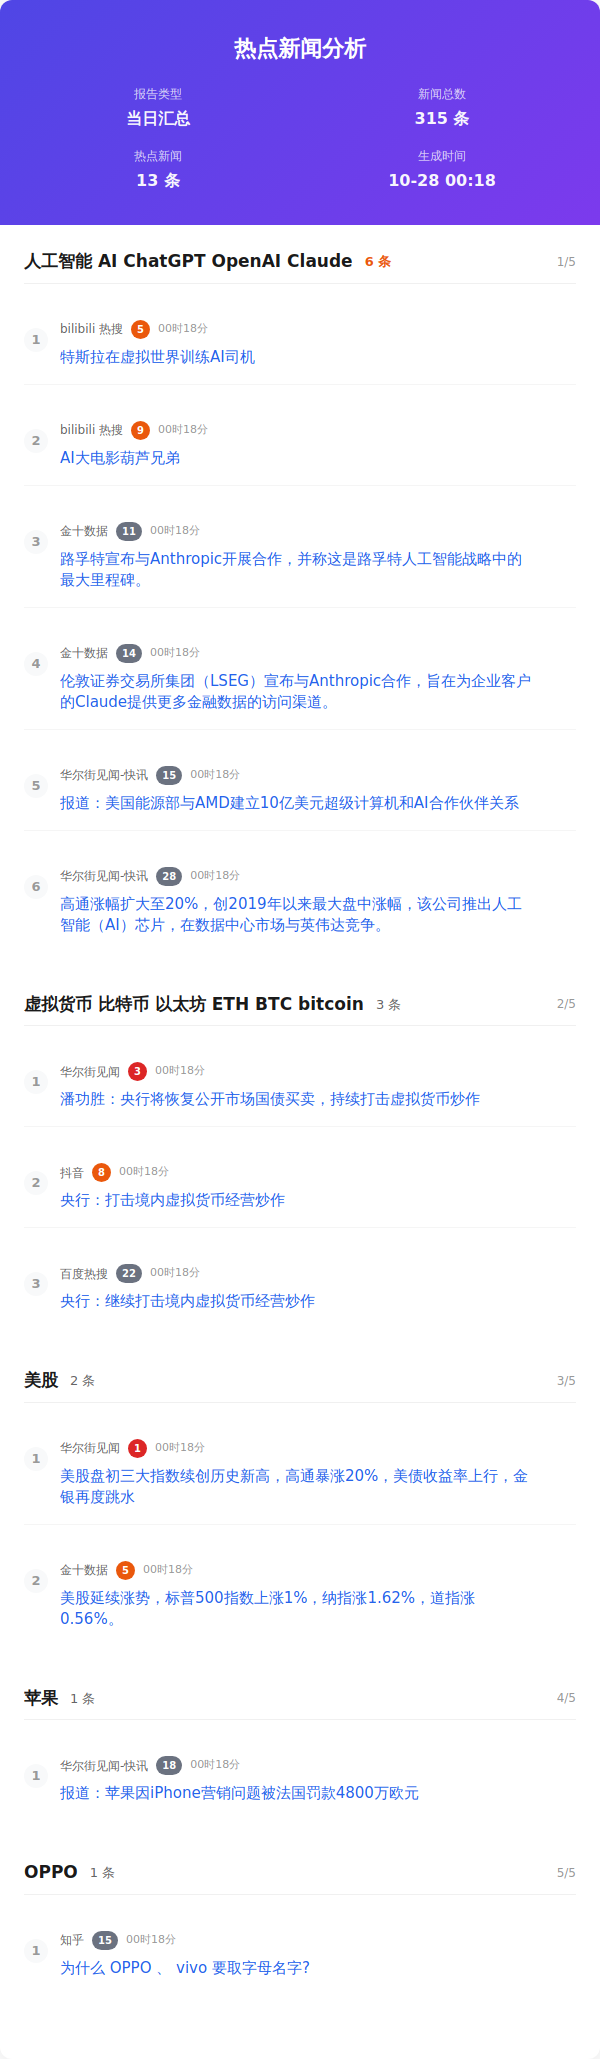 热点新闻分析
报告类型
新闻总数
当日汇总
315 条
热点新闻
生成时间
13 条
10-28 00:18
人工智能 AI ChatGPT OpenAI Claude 6 条 1/5
1
bilibili 热搜 5 00时18分
特斯拉在虚拟世界训练AI司机
2
bilibili 热搜 9 00时18分
AI大电影葫芦兄弟
3
金十数据 11 00时18分
路孚特宣布与Anthropic开展合作，并称这是路孚特人工智能战略中的
最大里程碑。
4
金十数据 14 00时18分
伦敦证券交易所集团（LSEG）宣布与Anthropic合作，旨在为企业客户
的Claude提供更多金融数据的访问渠道。
5
华尔街见闻-快讯 15 00时18分
报道：美国能源部与AMD建立10亿美元超级计算机和AI合作伙伴关系
6
华尔街见闻-快讯 28 00时18分
高通涨幅扩大至20%，创2019年以来最大盘中涨幅，该公司推出人工
智能（AI）芯片，在数据中心市场与英伟达竞争。
虚拟货币 比特币 以太坊 ETH BTC bitcoin 3 条 2/5
1
华尔街见闻 3 00时18分
潘功胜：央行将恢复公开市场国债买卖，持续打击虚拟货币炒作
2
抖音 8 00时18分
央行：打击境内虚拟货币经营炒作
3
百度热搜 22 00时18分
央行：继续打击境内虚拟货币经营炒作
美股 2 条 3/5
1
华尔街见闻 1 00时18分
美股盘初三大指数续创历史新高，高通暴涨20%，美债收益率上行，金
银再度跳水
2
金十数据 5 00时18分
美股延续涨势，标普500指数上涨1%，纳指涨1.62%，道指涨
0.56%。
苹果 1 条 4/5
1
华尔街见闻-快讯 18 00时18分
报道：苹果因iPhone营销问题被法国罚款4800万欧元
OPPO 1 条 5/5
1
知乎 15 00时18分
为什么 OPPO 、 vivo 要取字母名字?